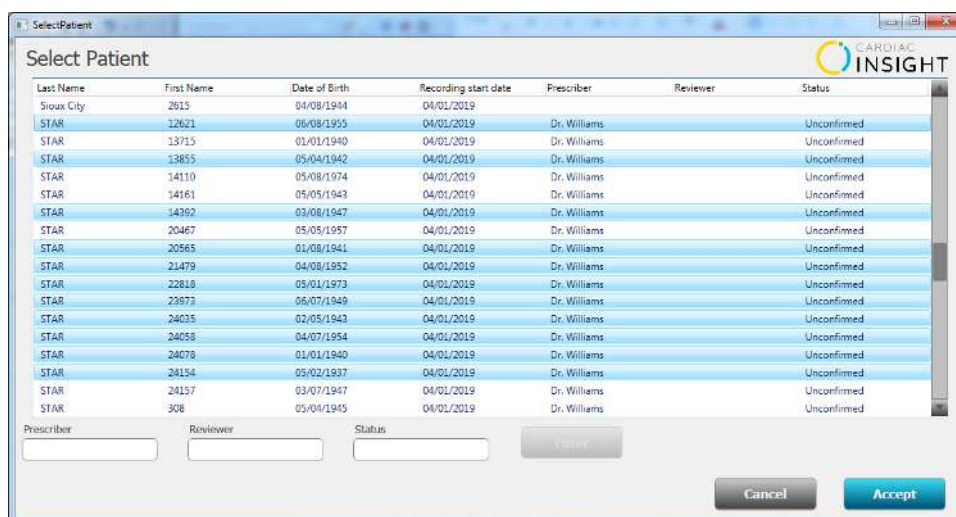 SelectPatient
Select Patient
CARDIAC
INSIGHT
Last Name First Name Date of Birth Recording start date Prescriber Reviewer Status
Sioux City 2615 04/08/1944 04/01/2019
STAR 12621 06/08/1955 04/01/2019 Dr. Williams Unconfirmed
STAR 13715 01/01/1940 04/01/2019 Dr. Williams Unconfirmed
STAR 13855 05/04/1942 04/01/2019 Dr. Williams Unconfirmed
STAR 14110 05/08/1974 04/01/2019 Dr. Williams Unconfirmed
STAR 14161 05/05/1943 04/01/2019 Dr. Williams Unconfirmed
STAR 14392 03/08/1947 04/01/2019 Dr. Williams Unconfirmed
STAR 20467 05/05/1957 04/01/2019 Dr. Williams Unconfirmed
STAR 20565 01/08/1941 04/01/2019 Dr. Williams Unconfirmed
STAR 21479 04/08/1952 04/01/2019 Dr. Williams Unconfirmed
STAR 22818 05/01/1973 04/01/2019 Dr. Williams Unconfirmed
STAR 23973 06/07/1949 04/01/2019 Dr. Williams Unconfirmed
STAR 24035 02/05/1943 04/01/2019 Dr. Williams Unconfirmed
STAR 24058 04/07/1954 04/01/2019 Dr. Williams Unconfirmed
STAR 24078 01/01/1940 04/01/2019 Dr. Williams Unconfirmed
STAR 24154 05/02/1937 04/01/2019 Dr. Williams Unconfirmed
STAR 24157 03/07/1947 04/01/2019 Dr. Williams Unconfirmed
STAR 308 05/04/1945 04/01/2019 Dr. Williams Unconfirmed
Prescriber Reviewer Status
Filter
Cancel Accept